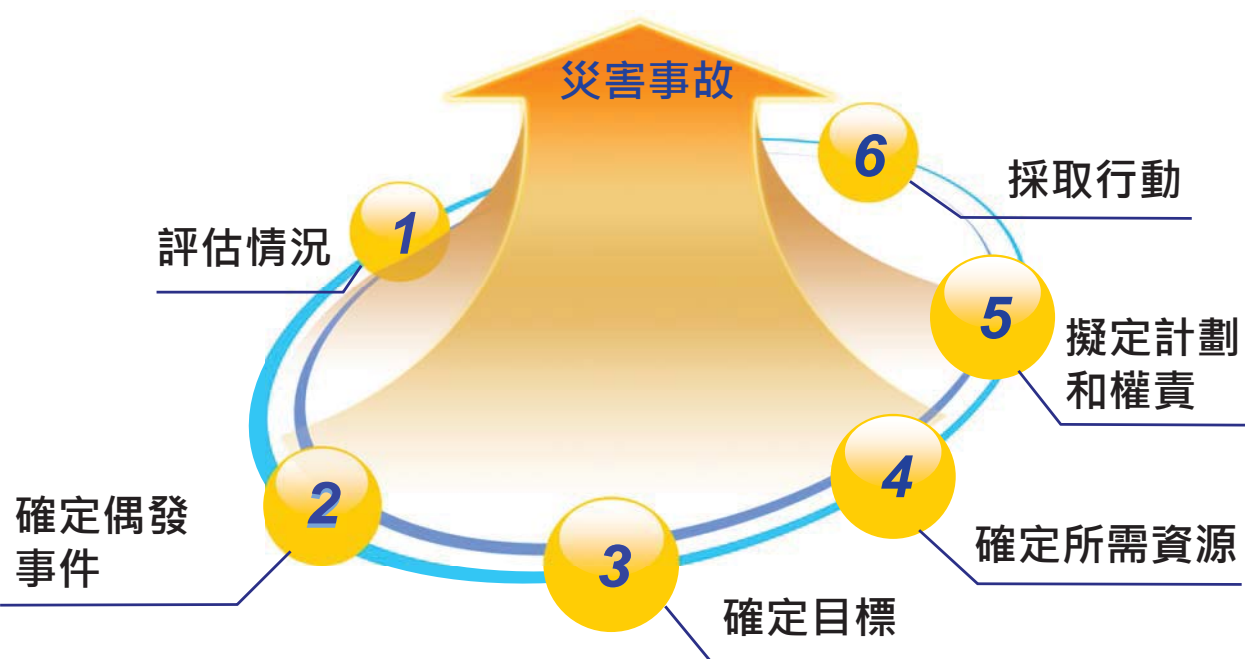 災害事故
1
評估情況
2
確定偶發
事件
3
確定目標
4
確定所需資源
5
擬定計劃
和權責
6
採取行動